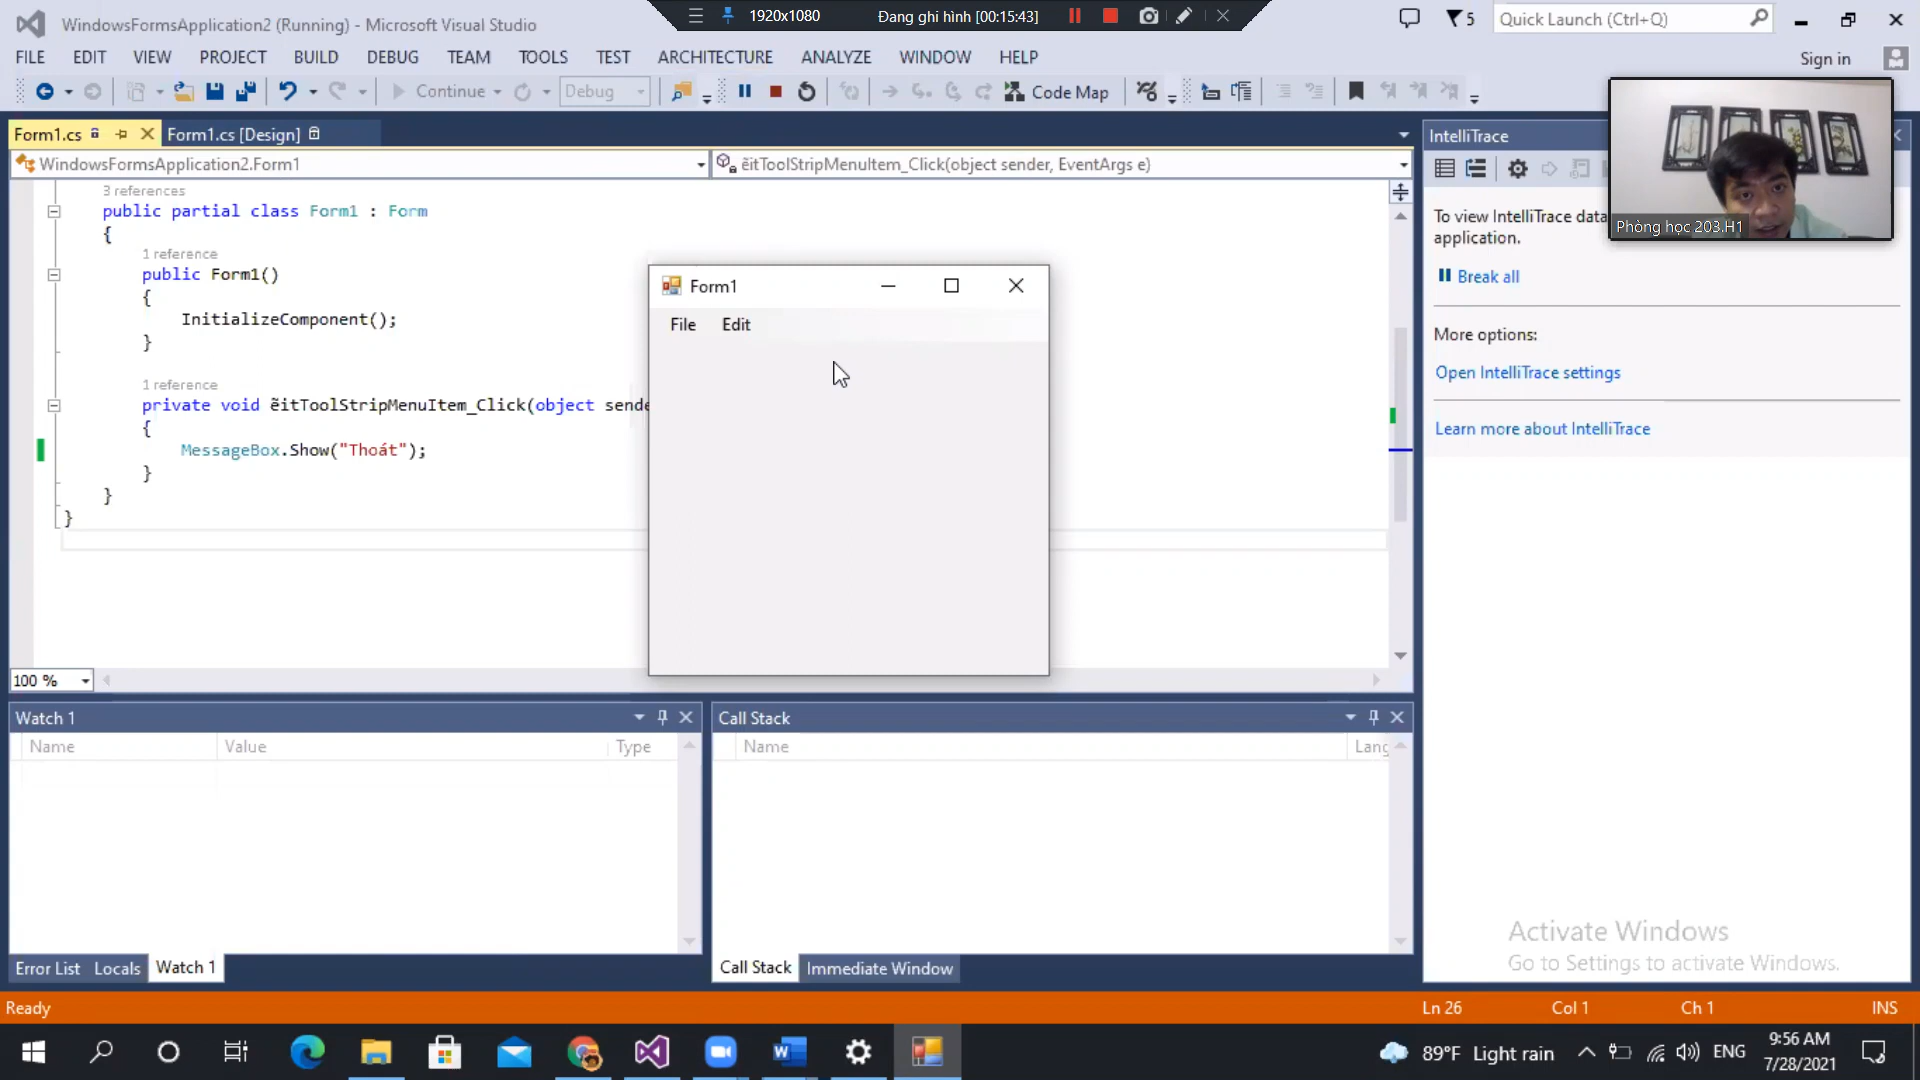 WindowsFormsApplication2 (Running) - Microsoft Visual Studio
1920x1080
Đang ghi hình [00:15:43]
5
Quick Launch (Ctrl+Q)
FILE EDIT VIEW PROJECT BUILD DEBUG TEAM TOOLS TEST ARCHITECTURE ANALYZE WINDOW HELP
Sign in
Continue
Debug
Code Map
Form1.cs
Form1.cs [Design]
WindowsFormsApplication2.Form1
ẽitToolStripMenuItem_Click(object sender, EventArgs e)
3 references
public partial class Form1 : Form
{
1 reference
public Form1()
{
InitializeComponent();
}
1 reference
private void ẽitToolStripMenuItem_Click(object sende
{
MessageBox.Show("Thoát");
}
}
}
Form1
File Edit
100 %
IntelliTrace
Phòng học 203.H1
To view IntelliTrace data
application.
Break all
More options:
Open IntelliTrace settings
Learn more about IntelliTrace
Watch 1
Name Value Type
Call Stack
Name Lang
Error List Locals Watch 1
Call Stack Immediate Window
Activate Windows
Go to Settings to activate Windows.
Ready
Ln 26 Col 1 Ch 1 INS
89°F Light rain
ENG
9:56 AM
7/28/2021